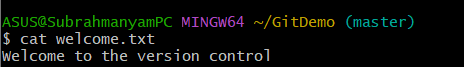 ASUS@SubrahmanyamPC MINGW64 ~/GitDemo (master)
$ cat welcome.txt
Welcome to the version control